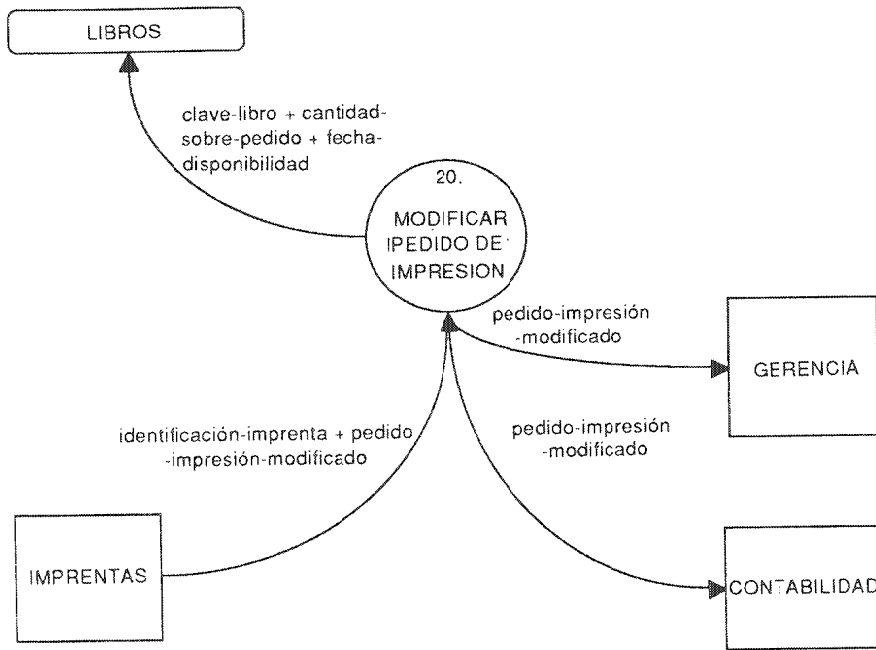 LIBROS
clave-libro + cantidad-
sobre-pedido + fecha-
disponibilidad
20.
MODIFICAR
PEDIDO DE
IMPRESION
pedido-impresión
-modificado
GERENCIA
identificación-imprenta + pedido
-impresión-modificado
pedido-impresión
-modificado
IMPRENTAS
CONTABILIDAD